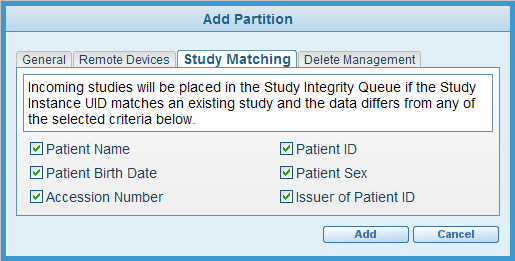 Add Partition
General Remote Devices Study Matching Delete Management
Incoming studies will be placed in the Study Integrity Queue if the Study
Instance UID matches an existing study and the data differs from any of
the selected criteria below.
Patient Name Patient ID
Patient Birth Date Patient Sex
Accession Number Issuer of Patient ID
Add Cancel